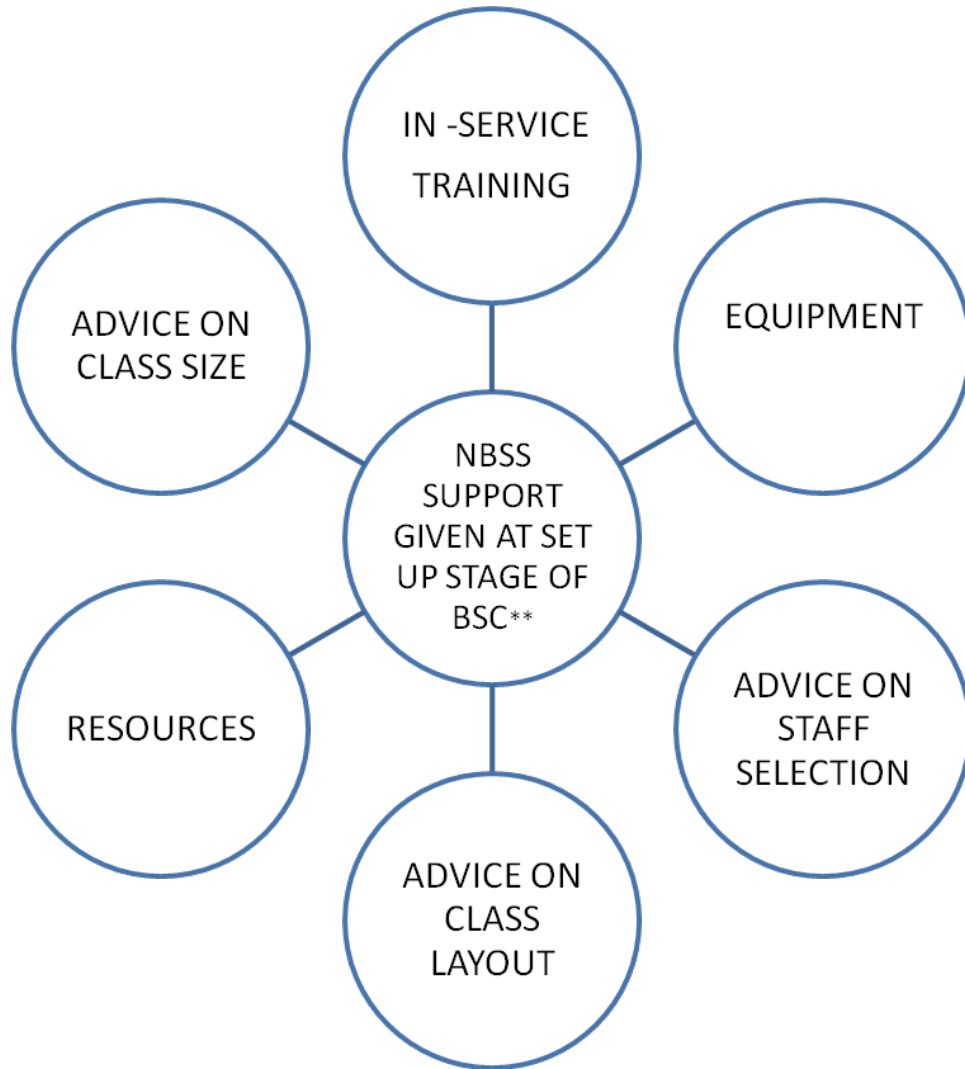 IN -SERVICE
TRAINING
EQUIPMENT
ADVICE ON
STAFF
SELECTION
ADVICE ON
CLASS
LAYOUT
RESOURCES
ADVICE ON
CLASS SIZE
NBSS
SUPPORT
GIVEN AT SET
UP STAGE OF
BSC**